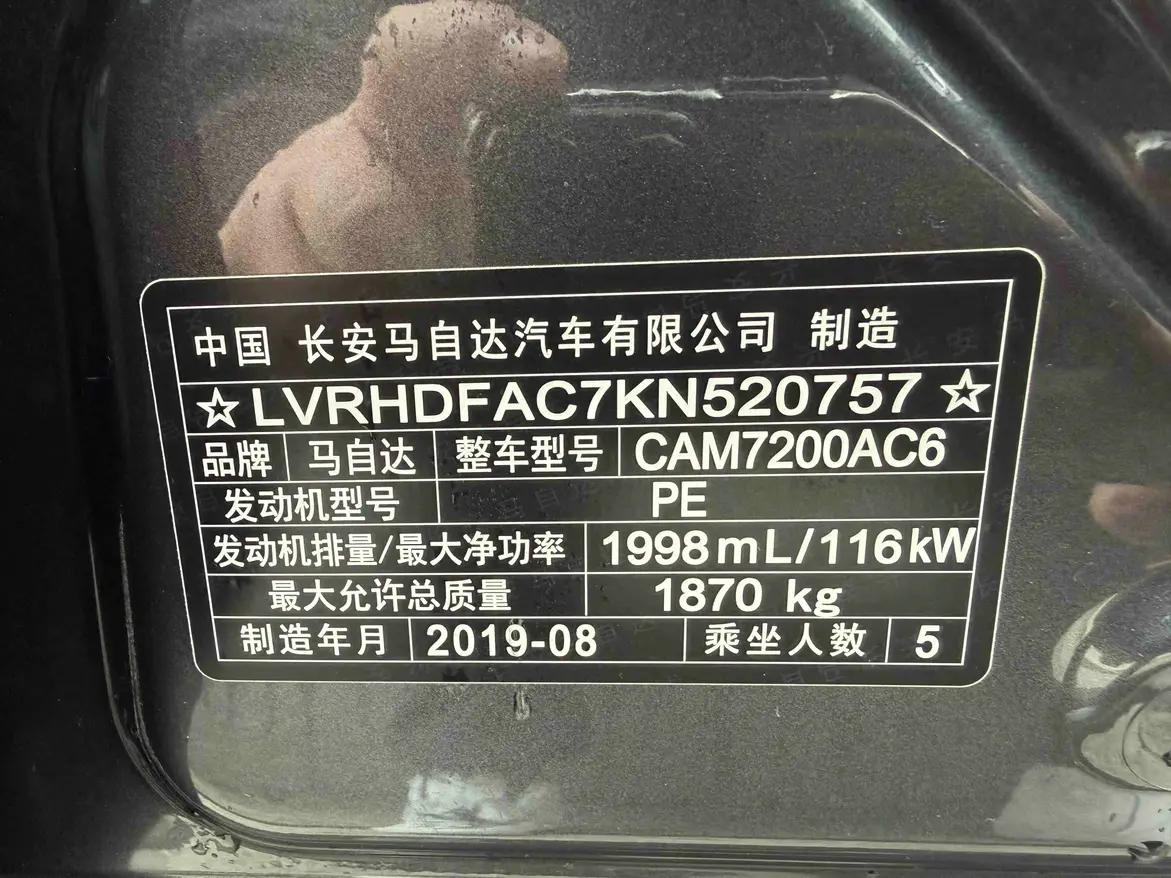 中国 长安马自达汽车有限公司 制造
☆LVRHDFAC7KN520757☆
品牌 马自达 整车型号 CAM7200AC6
发动机型号 PE
发动机排量/最大净功率 1998mL/116kW
最大允许总质量 1870 kg
制造年月 2019-08 乘坐人数 5